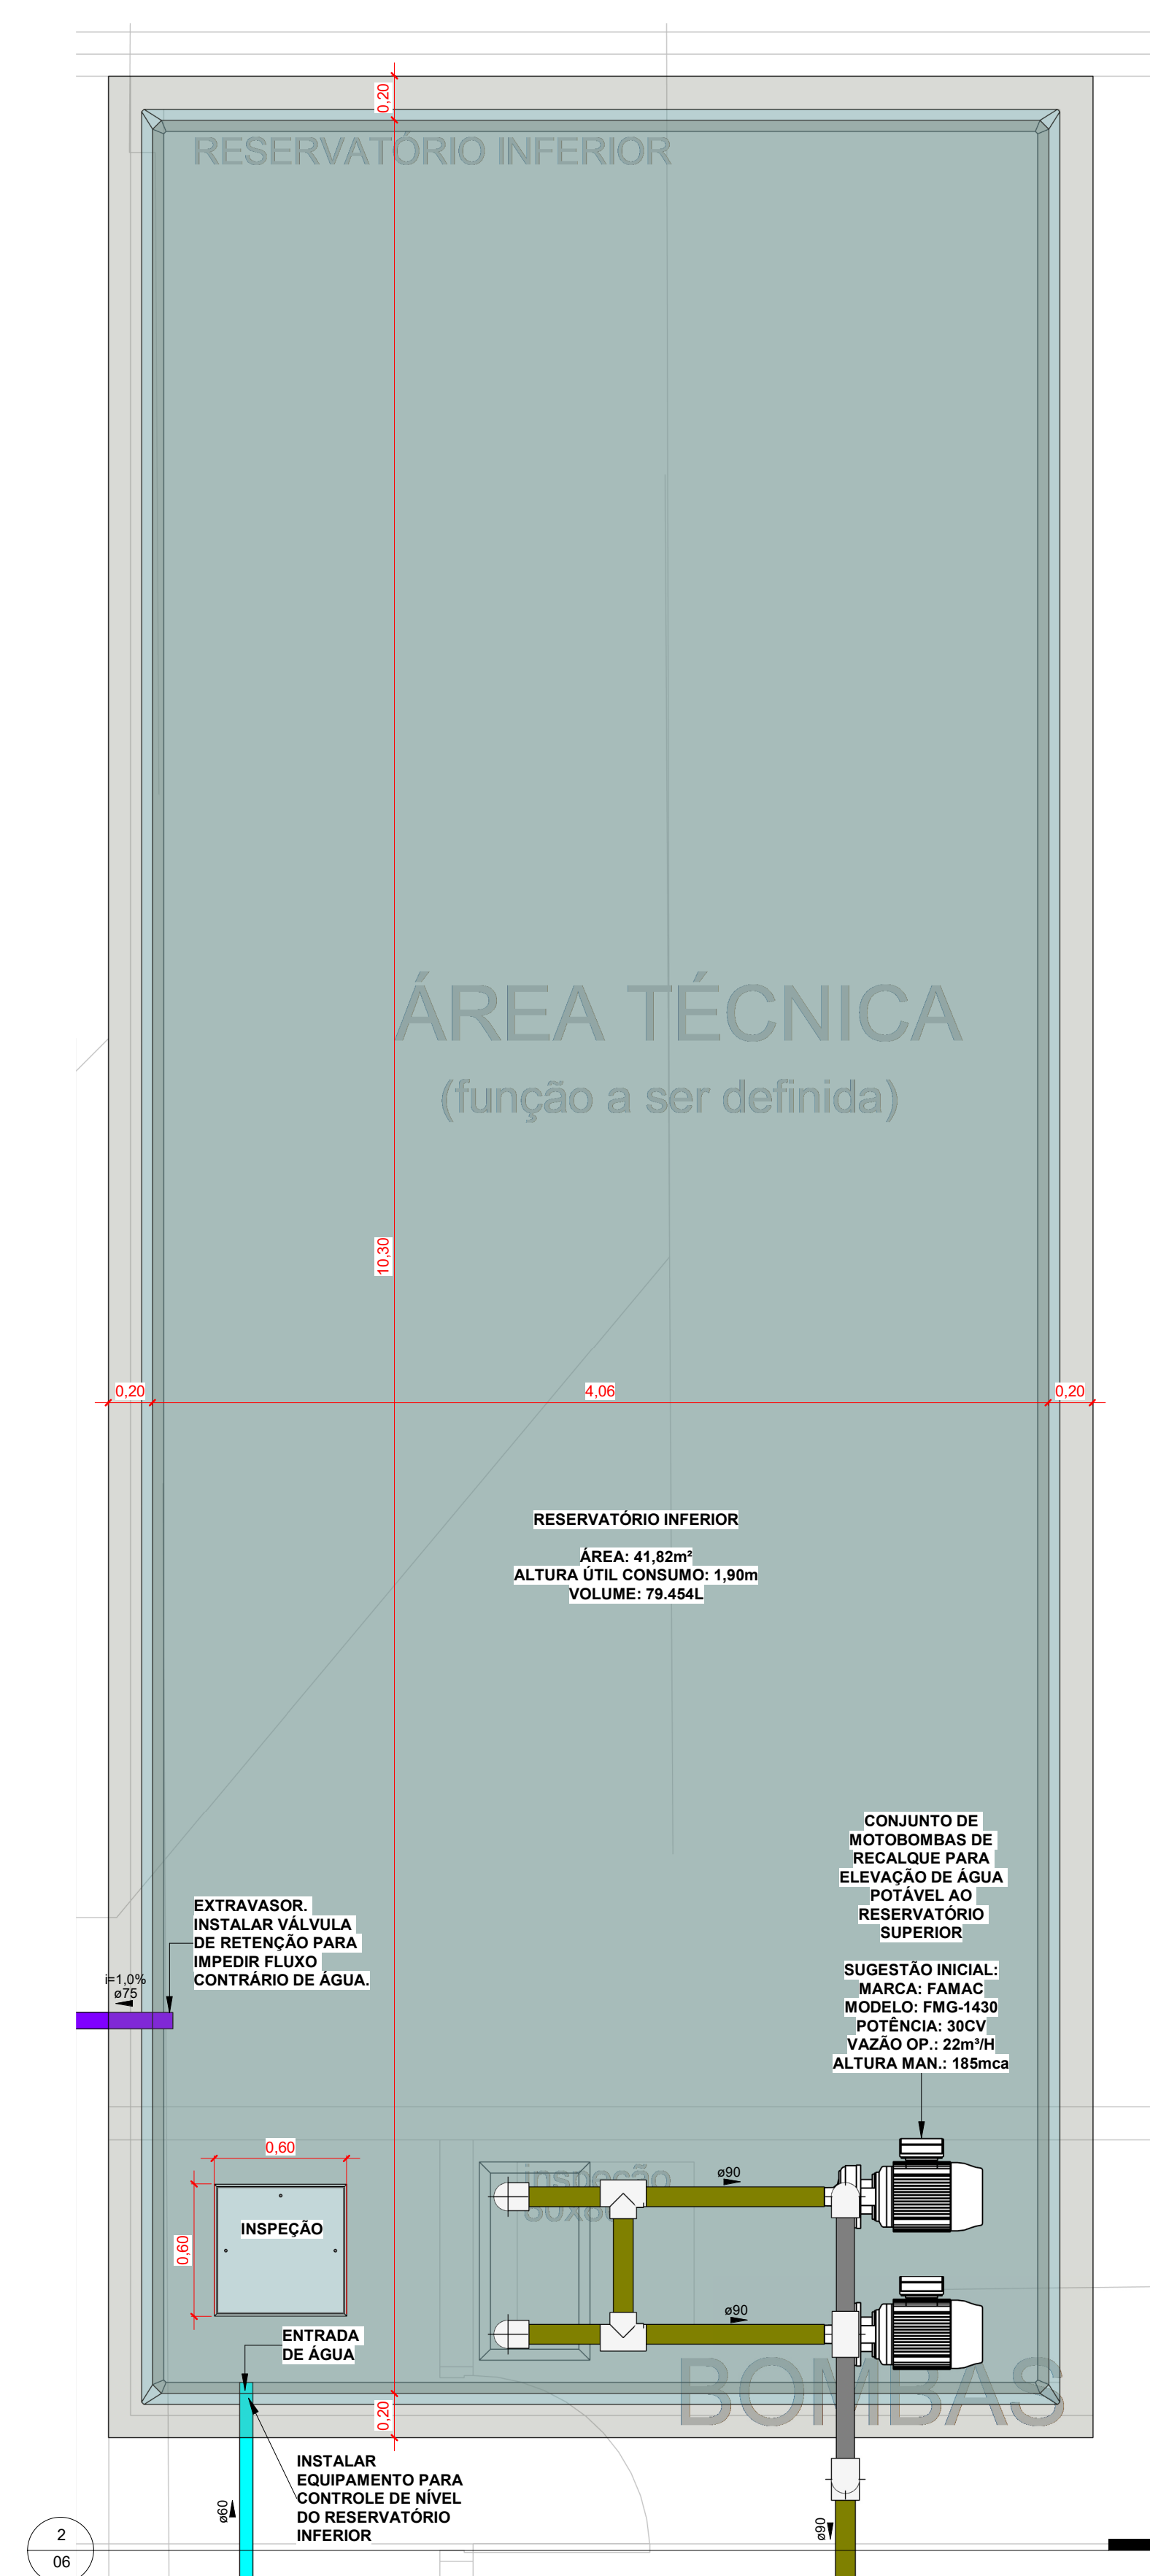 0,20
RESERVATÓRIO INFERIOR
ÁREA TÉCNICA
(função a ser definida)
10,30
0,20
4,06
0,20
RESERVATÓRIO INFERIOR
ÁREA: 41,82m²
ALTURA ÚTIL CONSUMO: 1,90m
VOLUME: 79.454L
CONJUNTO DE
MOTOBOMBAS DE
RECALQUE PARA
ELEVAÇÃO DE ÁGUA
POTÁVEL AO
RESERVATÓRIO
SUPERIOR
SUGESTÃO INICIAL:
MARCA: FAMAC
MODELO: FMG-1430
POTÊNCIA: 30CV
VAZÃO OP.: 22m³/H
ALTURA MAN.: 185mca
EXTRAVASOR.
INSTALAR VÁLVULA
DE RETENÇÃO PARA
IMPEDIR FLUXO
CONTRÁRIO DE ÁGUA.
i=1,0%
ø75
0,60
0,60
INSPEÇÃO
inspeção
ø90
ø90
ENTRADA
DE ÁGUA
BOMBAS
0,20
INSTALAR
EQUIPAMENTO PARA
CONTROLE DE NÍVEL
DO RESERVATÓRIO
INFERIOR
ø60
ø90
2
06